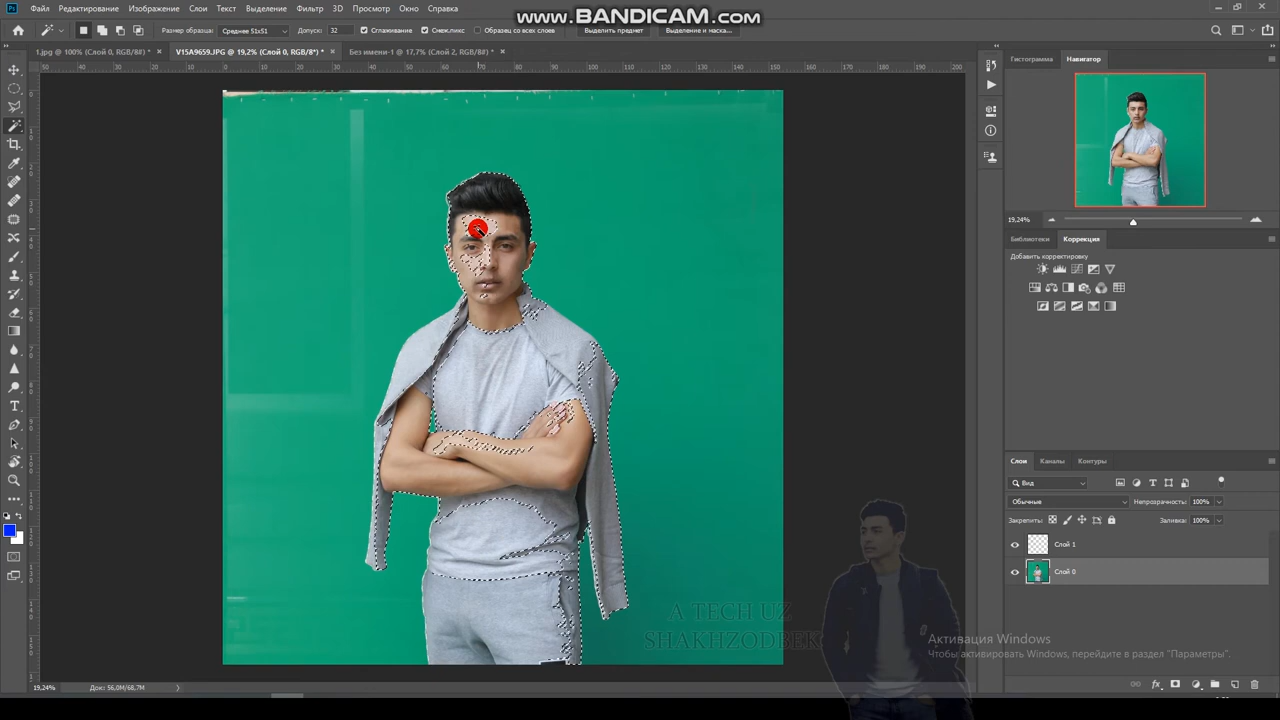 www.BANDICAM.com
Файл Редактирование Изображение Слои Текст Выделение Фильтр 3D Просмотр Окно Справка
Размер образца: Среднее 51x51 Допуск: 32 Сглаживание Смеж.пикс Образец со всех слоев Выделить предмет Выделение и маска...
1.jpg @ 100% (Слой 0, RGB/8#) * V15A9659.JPG @ 19,2% (Слой 0, RGB/8*) * Без имени-1 @ 17,7% (Слой 2, RGB/8#) *
Гистограмма Навигатор
19,24%
Библиотеки Коррекция
Добавить корректировку
Слои Каналы Контуры
Вид
Обычные Непрозрачность: 100%
Закрепить: Заливка: 100%
Слой 1
Слой 0
A TECH UZ
SHAKHZODBEK
Активация Windows
Чтобы активировать Windows, перейдите в раздел "Параметры".
19,24% Док: 56,0M/68,7M